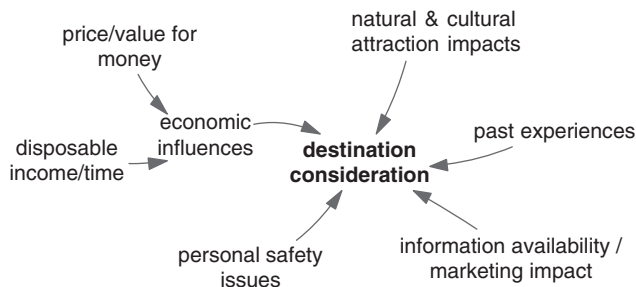 price/value for
money
natural & cultural
attraction impacts
economic
influences
disposable
income/time
destination
consideration
past experiences
personal safety
issues
information availability /
marketing impact